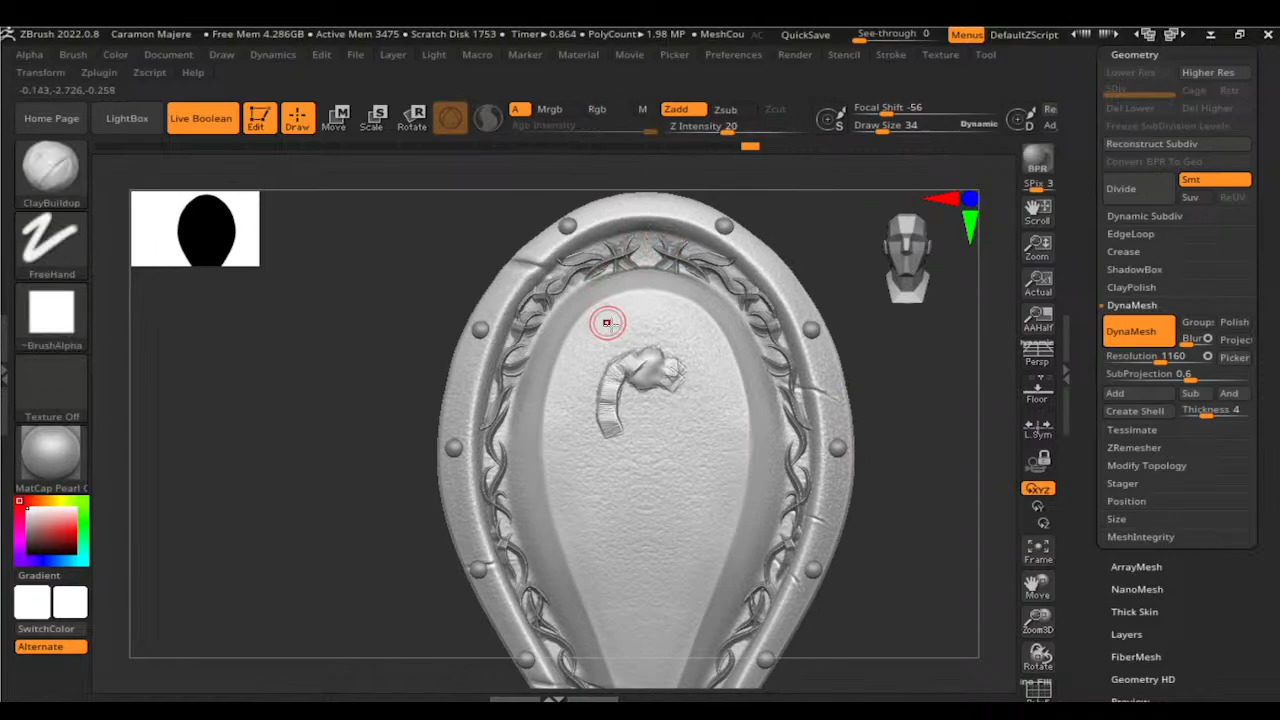 ZBrush 2022.0.8 Caramon Majere • Free Mem 4.286GB • Active Mem 3475 • Scratch Disk 1753 • Timer▶0.864 • PolyCount▶1.98 MP • MeshCou AC QuickSave See-through 0 Menus DefaultZScript
Alpha Brush Color Document Draw Dynamics Edit File Layer Light Macro Marker Material Movie Picker Preferences Render Stencil Stroke Texture Tool
Transform Zplugin Zscript Help
-0.143,-2.726,-0.258
Home Page LightBox Live Boolean Edit Draw Move Scale Rotate A Mrgb Rgb M Zadd Zsub Zcut Focal Shift -56 Re
Rgb Intensity Z Intensity 20 S Draw Size 34 Dynamic D Ad
ClayBuildup
FreeHand
~BrushAlpha
Texture Off
MatCap Pearl C
Gradient
SwitchColor
Alternate
BPR
SPix 3
Scroll
Zoom
Actual
AAHalf
Dynamic
Persp
Floor
L.Sym
XYZ
Y
Z
Frame
Move
Zoom3D
Rotate
Geometry
Lower Res Higher Res
SDiv Cage Rstr
Del Lower Del Higher
Freeze SubDivision Levels
Reconstruct Subdiv
Convert BPR To Geo
Divide Smt
Suv ReUV
Dynamic Subdiv
EdgeLoop
Crease
ShadowBox
ClayPolish
DynaMesh
DynaMesh Groups Polish
Blur Projec
Resolution 1160 Picker
SubProjection 0.6
Add Sub And
Create Shell Thickness 4
Tessimate
ZRemesher
Modify Topology
Stager
Position
Size
MeshIntegrity
ArrayMesh
NanoMesh
Thick Skin
Layers
FiberMesh
Geometry HD